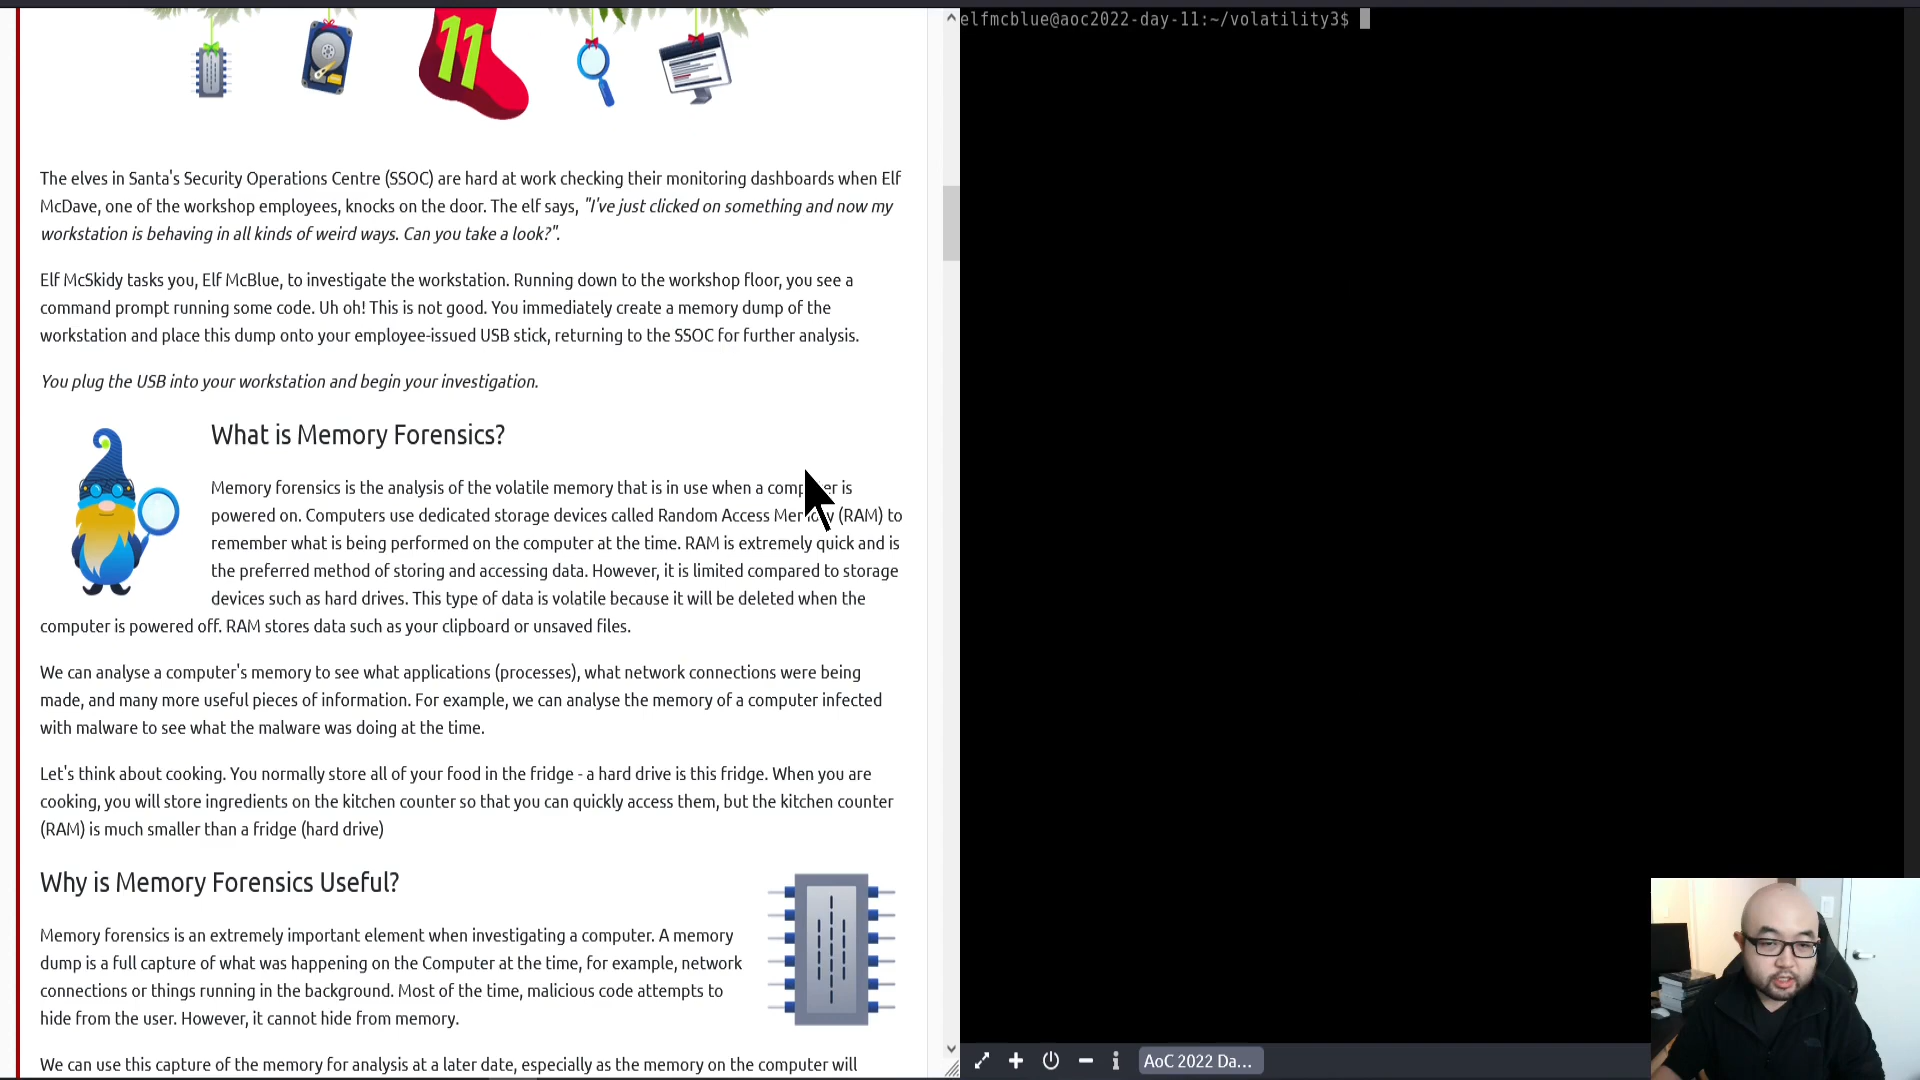 11
The elves in Santa's Security Operations Centre (SSOC) are hard at work checking their monitoring dashboards when Elf
McDave, one of the workshop employees, knocks on the door. The elf says, "I've just clicked on something and now my
workstation is behaving in all kinds of weird ways. Can you take a look?".
Elf McSkidy tasks you, Elf McBlue, to investigate the workstation. Running down to the workshop floor, you see a
command prompt running some code. Uh oh! This is not good. You immediately create a memory dump of the
workstation and place this dump onto your employee-issued USB stick, returning to the SSOC for further analysis.
You plug the USB into your workstation and begin your investigation.
What is Memory Forensics?
Memory forensics is the analysis of the volatile memory that is in use when a computer is
powered on. Computers use dedicated storage devices called Random Access Memory (RAM) to
remember what is being performed on the computer at the time. RAM is extremely quick and is
the preferred method of storing and accessing data. However, it is limited compared to storage
devices such as hard drives. This type of data is volatile because it will be deleted when the
computer is powered off. RAM stores data such as your clipboard or unsaved files.
We can analyse a computer's memory to see what applications (processes), what network connections were being
made, and many more useful pieces of information. For example, we can analyse the memory of a computer infected
with malware to see what the malware was doing at the time.
Let's think about cooking. You normally store all of your food in the fridge - a hard drive is this fridge. When you are
cooking, you will store ingredients on the kitchen counter so that you can quickly access them, but the kitchen counter
(RAM) is much smaller than a fridge (hard drive)
Why is Memory Forensics Useful?
Memory forensics is an extremely important element when investigating a computer. A memory
dump is a full capture of what was happening on the Computer at the time, for example, network
connections or things running in the background. Most of the time, malicious code attempts to
hide from the user. However, it cannot hide from memory.
We can use this capture of the memory for analysis at a later date, especially as the memory on the computer will
elfmcblue@aoc2022-day-11:~/volatility3$
AoC 2022 Da...